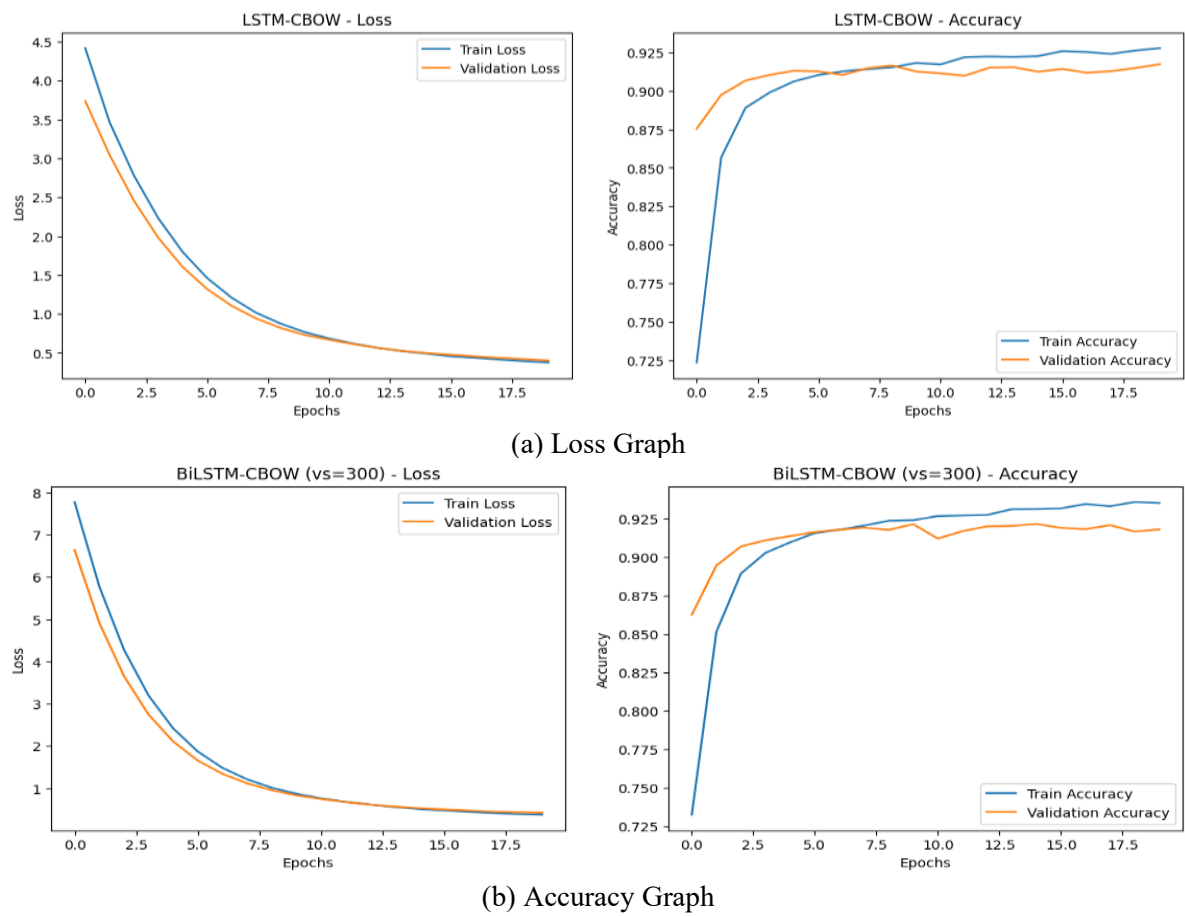 LSTM-CBOW - Loss
4.5
4.0
3.5
3.0
2.5
2.0
1.5
1.0
0.5
Loss
Train Loss
Validation Loss
0.0 2.5 5.0 7.5 10.0 12.5 15.0 17.5
Epochs
LSTM-CBOW - Accuracy
0.925
0.900
0.875
0.850
0.825
0.800
0.775
0.750
0.725
Accuracy
Train Accuracy
Validation Accuracy
0.0 2.5 5.0 7.5 10.0 12.5 15.0 17.5
Epochs
(a) Loss Graph
BiLSTM-CBOW (vs=300) - Loss
8
7
6
5
4
3
2
1
Loss
Train Loss
Validation Loss
0.0 2.5 5.0 7.5 10.0 12.5 15.0 17.5
Epochs
BiLSTM-CBOW (vs=300) - Accuracy
0.925
0.900
0.875
0.850
0.825
0.800
0.775
0.750
0.725
Accuracy
Train Accuracy
Validation Accuracy
0.0 2.5 5.0 7.5 10.0 12.5 15.0 17.5
Epochs
(b) Accuracy Graph